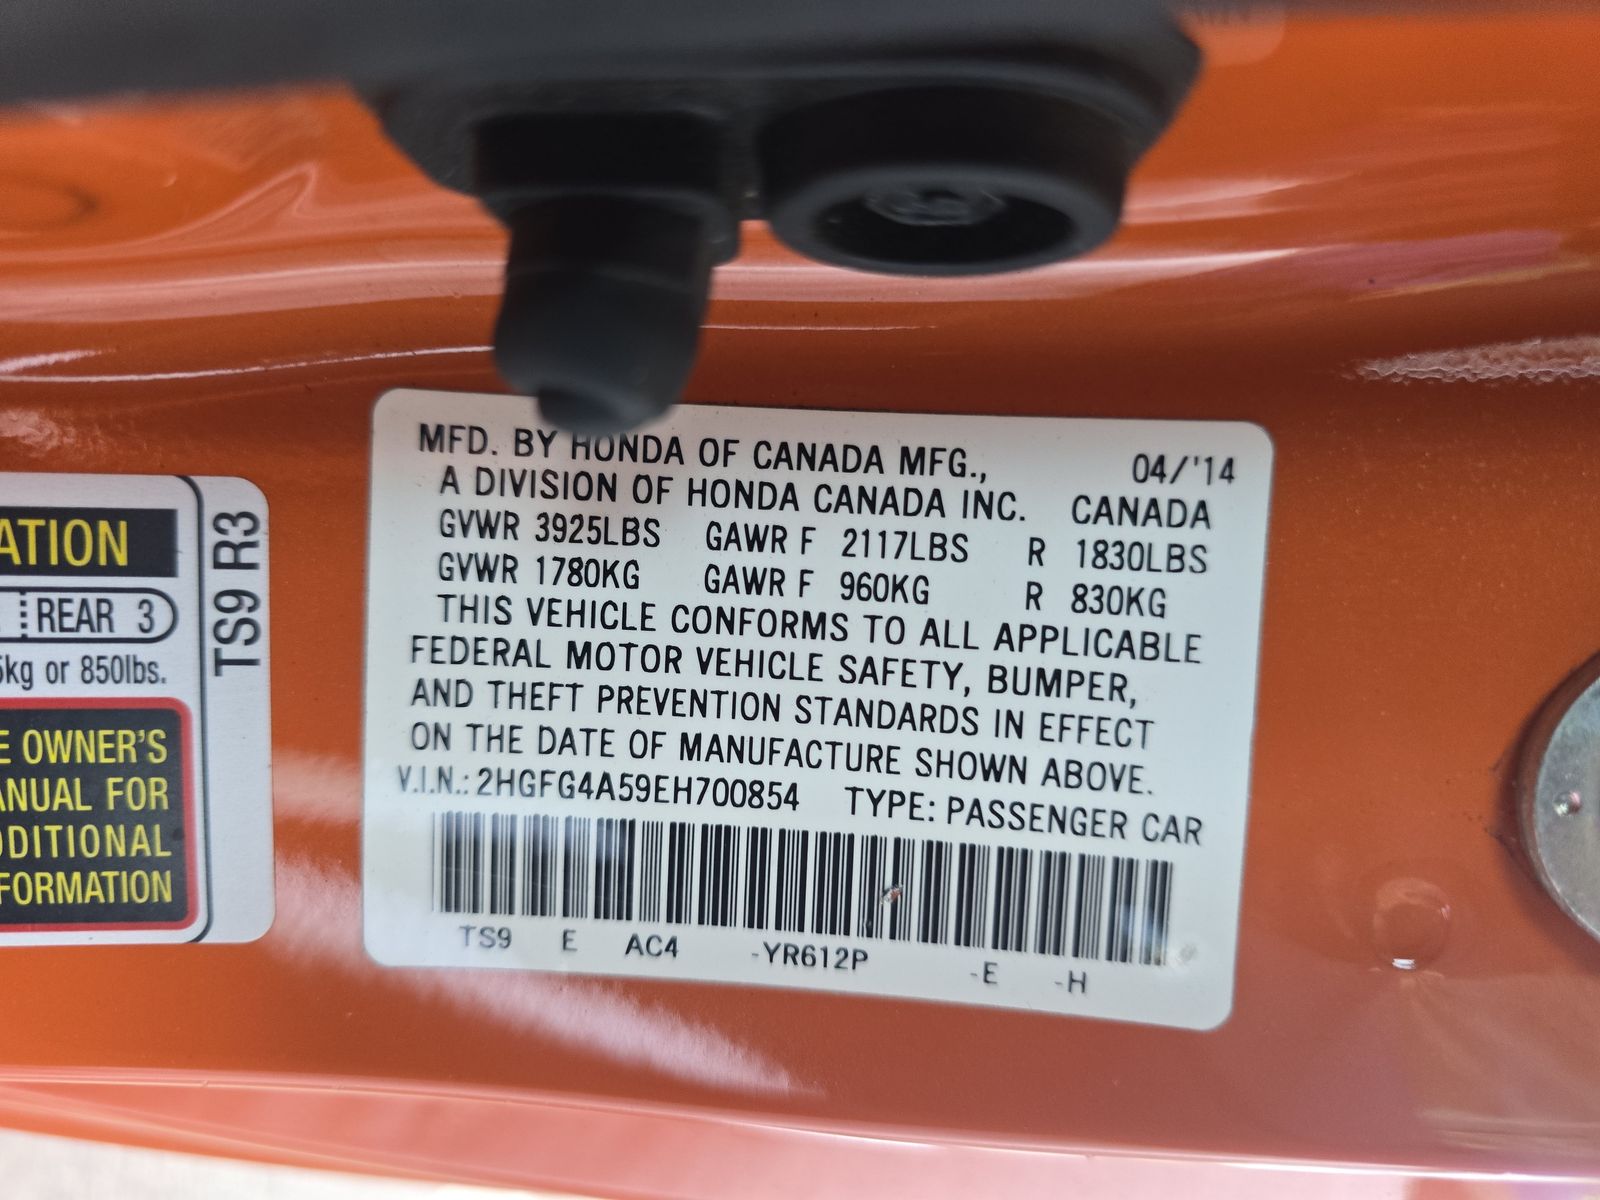 MFD. BY HONDA OF CANADA MFG., 04/'14
A DIVISION OF HONDA CANADA INC. CANADA
GVWR 3925LBS GAWR F 2117LBS R 1830LBS
GVWR 1780KG GAWR F 960KG R 830KG
THIS VEHICLE CONFORMS TO ALL APPLICABLE
FEDERAL MOTOR VEHICLE SAFETY, BUMPER,
AND THEFT PREVENTION STANDARDS IN EFFECT
ON THE DATE OF MANUFACTURE SHOWN ABOVE.
V.I.N.: 2HGFG4A59EH700854 TYPE: PASSENGER CAR
TS9 E AC4 -YR612P -E -H
ATION
REAR 3
5kg or 850lbs.
E OWNER'S
ANUAL FOR
DDITIONAL
FORMATION
TS9 R3